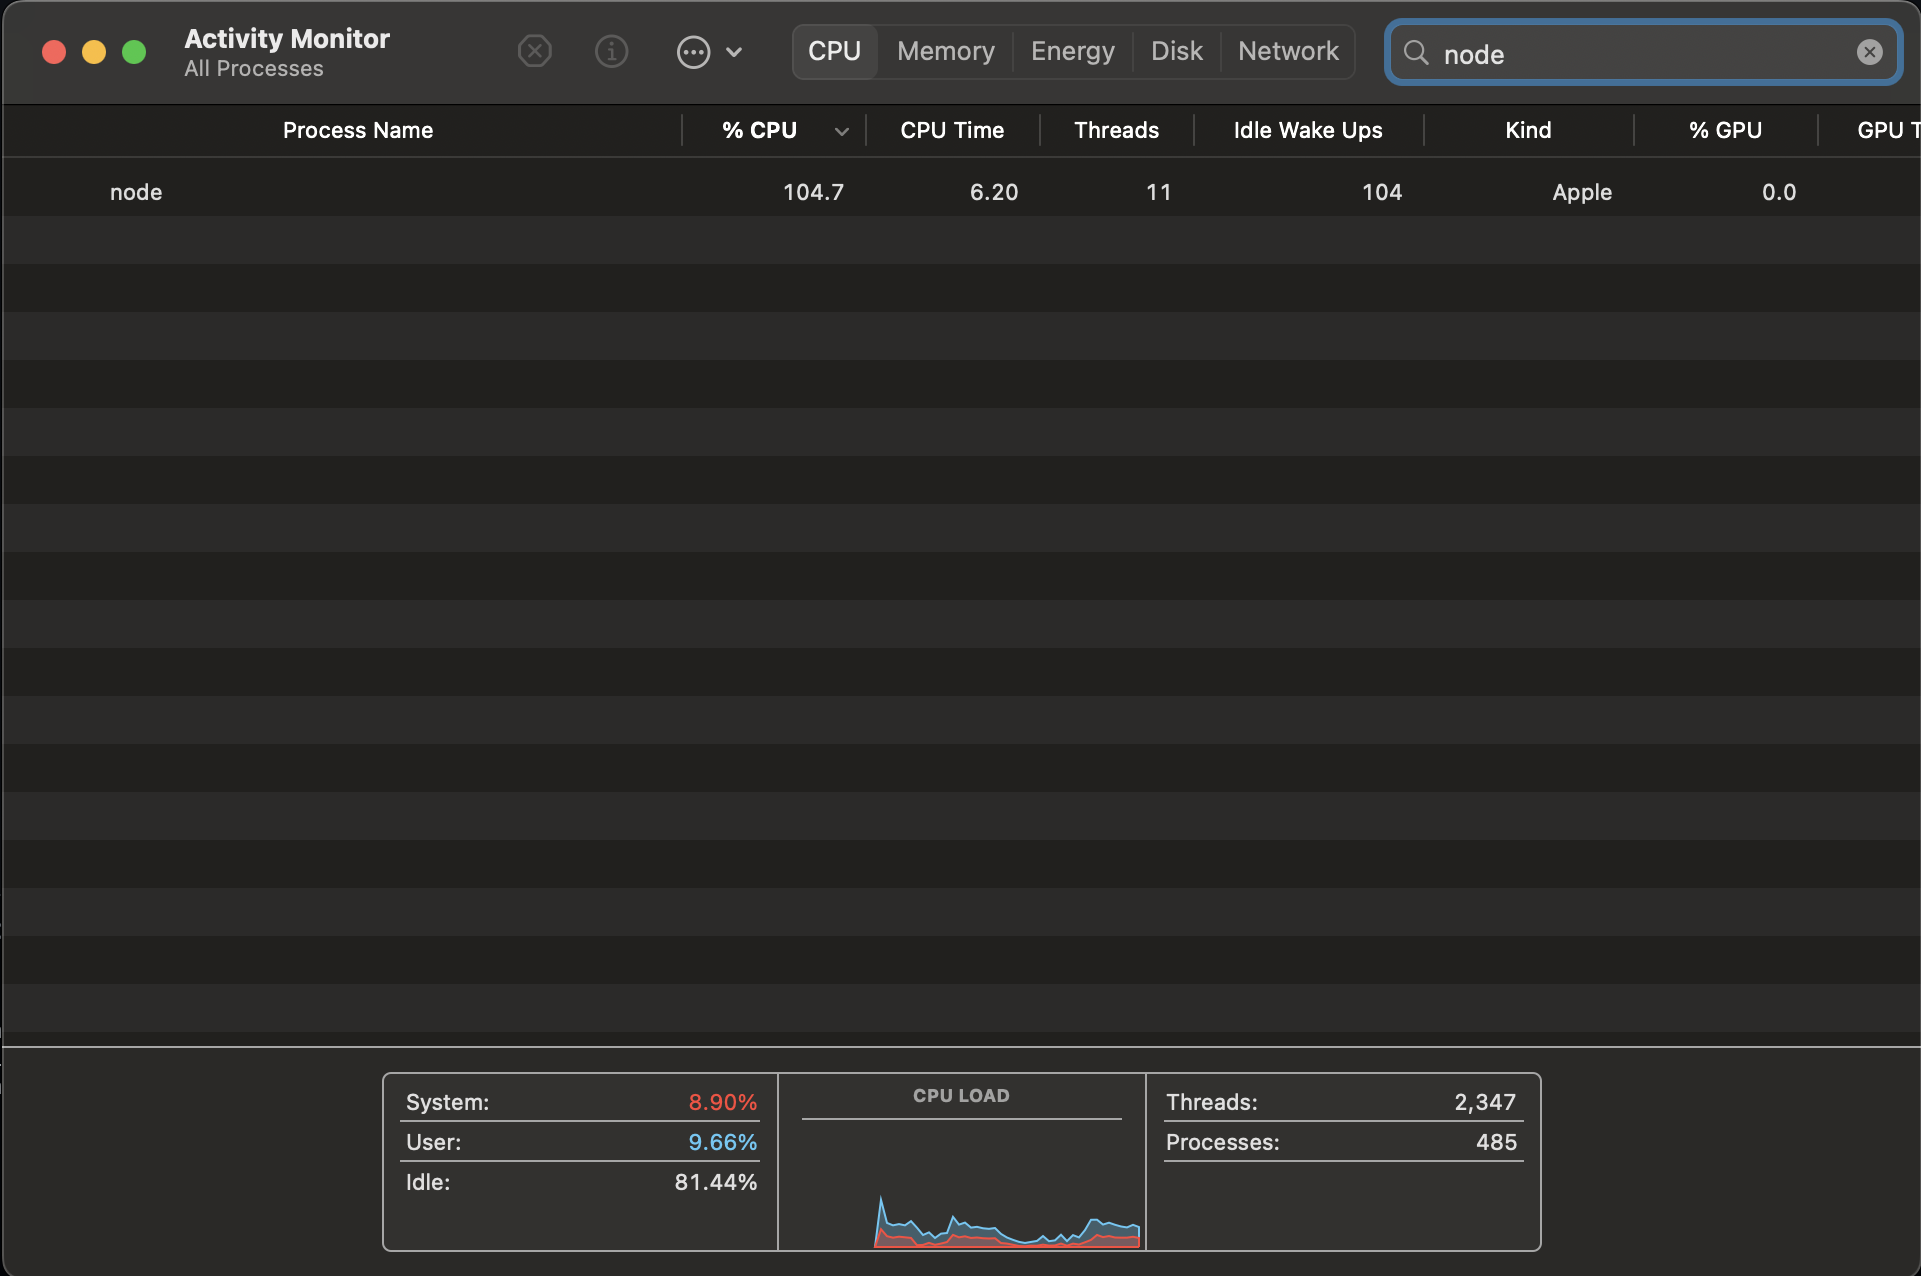 Activity Monitor
All Processes
CPU Memory Energy Disk Network
node
Process Name % CPU CPU Time Threads Idle Wake Ups Kind % GPU GPU T
node 104.7 6.20 11 104 Apple 0.0
System: 8.90%
User: 9.66%
Idle: 81.44%
CPU LOAD
Threads: 2,347
Processes: 485